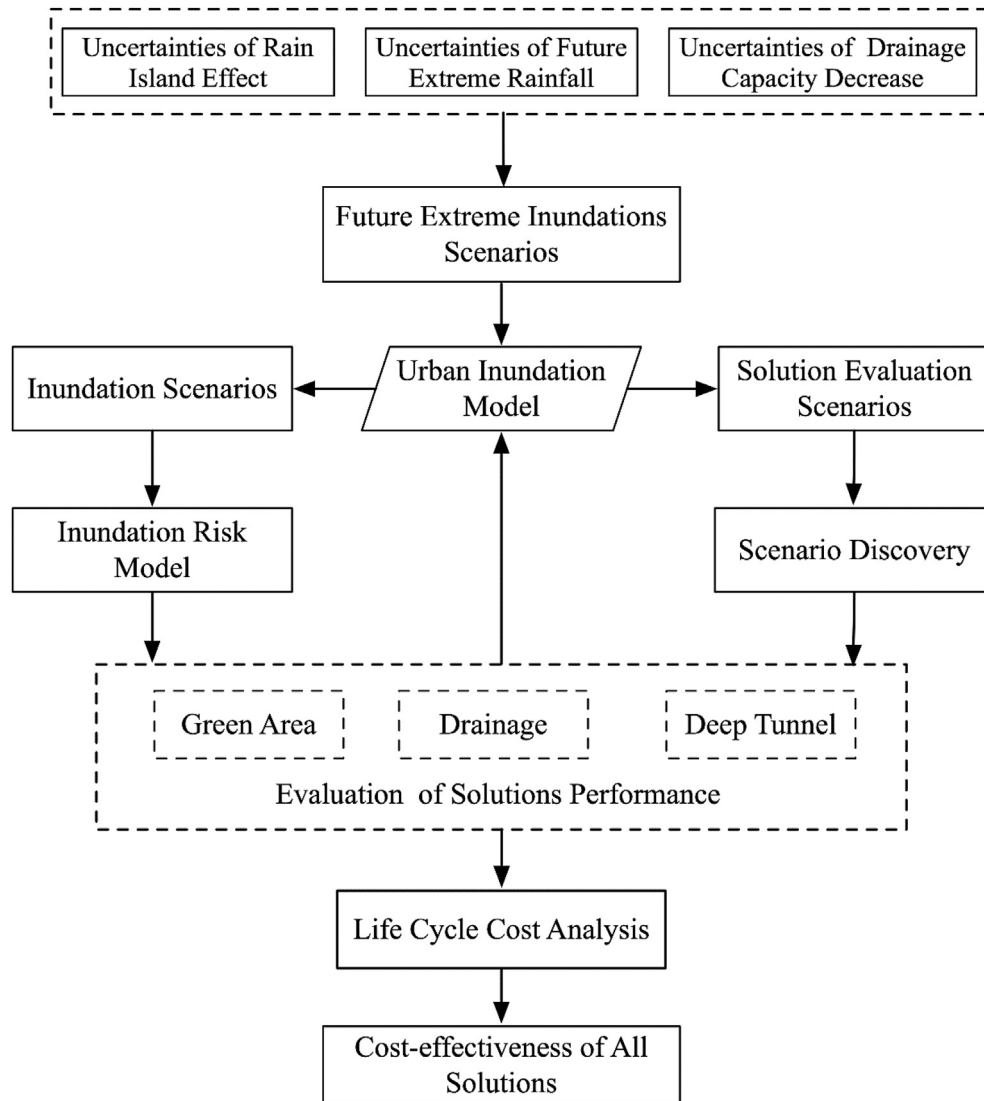 Uncertainties of Rain
Island Effect
Uncertainties of Future
Extreme Rainfall
Uncertainties of Drainage
Capacity Decrease
Future Extreme Inundations
Scenarios
Inundation Scenarios
Urban Inundation
Model
Solution Evaluation
Scenarios
Inundation Risk
Model
Scenario Discovery
Green Area
Drainage
Deep Tunnel
Evaluation of Solutions Performance
Life Cycle Cost Analysis
Cost-effectiveness of All
Solutions